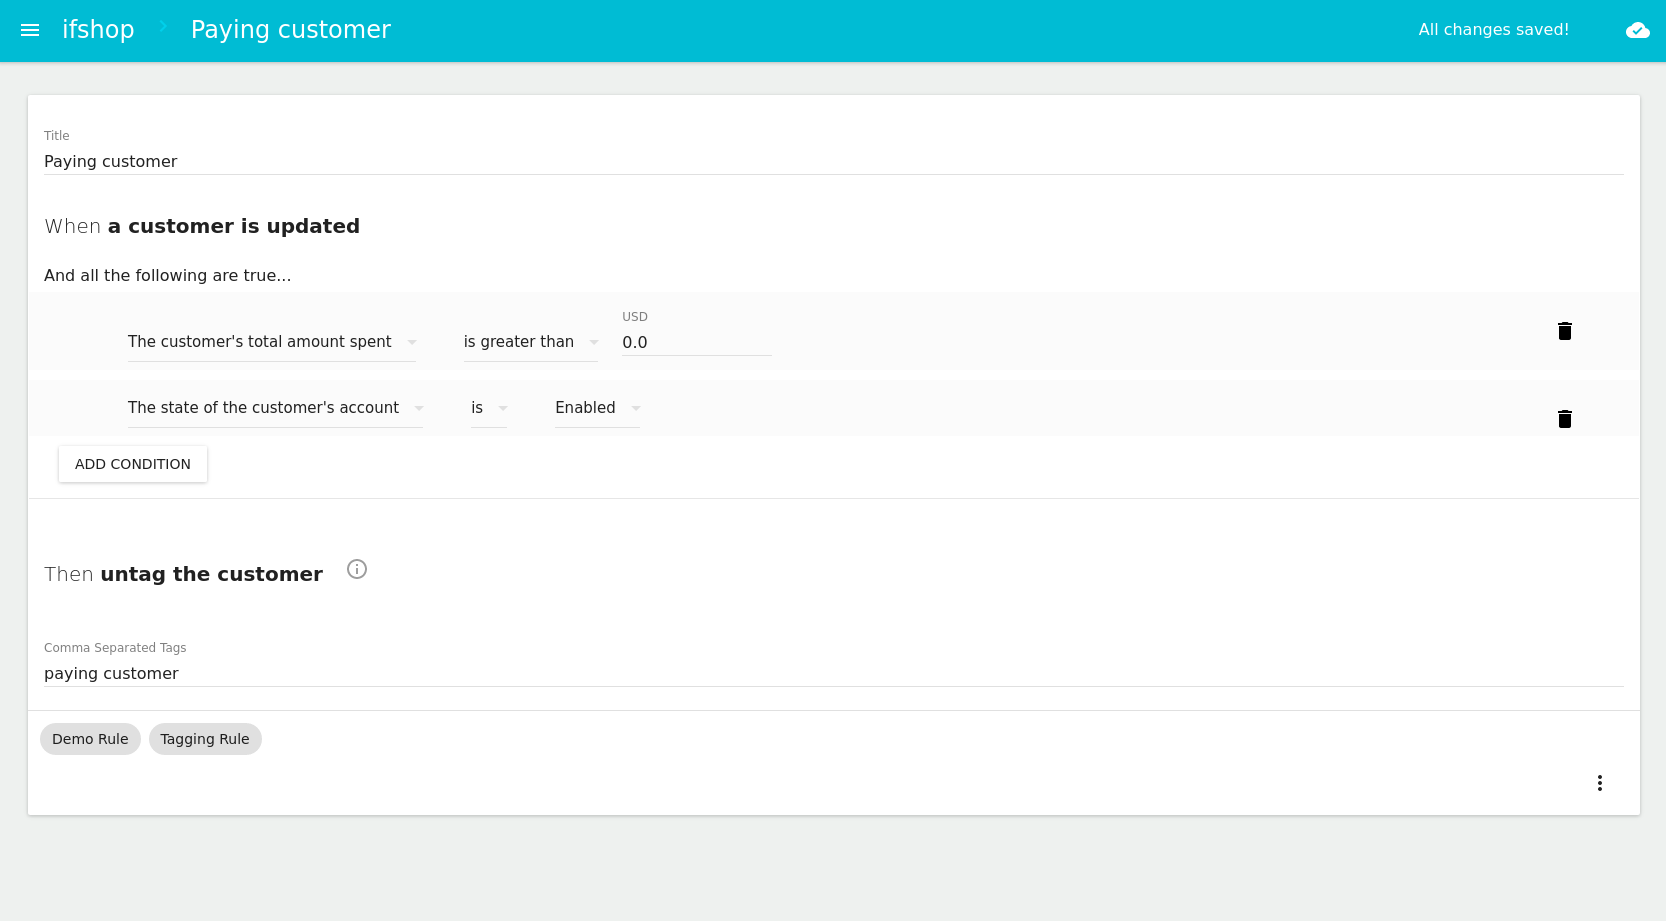 ifshop Paying customer All changes saved!
Title
Paying customer
When a customer is updated
And all the following are true...
USD
The customer's total amount spent is greater than 0.0
The state of the customer's account is Enabled
ADD CONDITION
Then untag the customer
Comma Separated Tags
paying customer
Demo Rule Tagging Rule